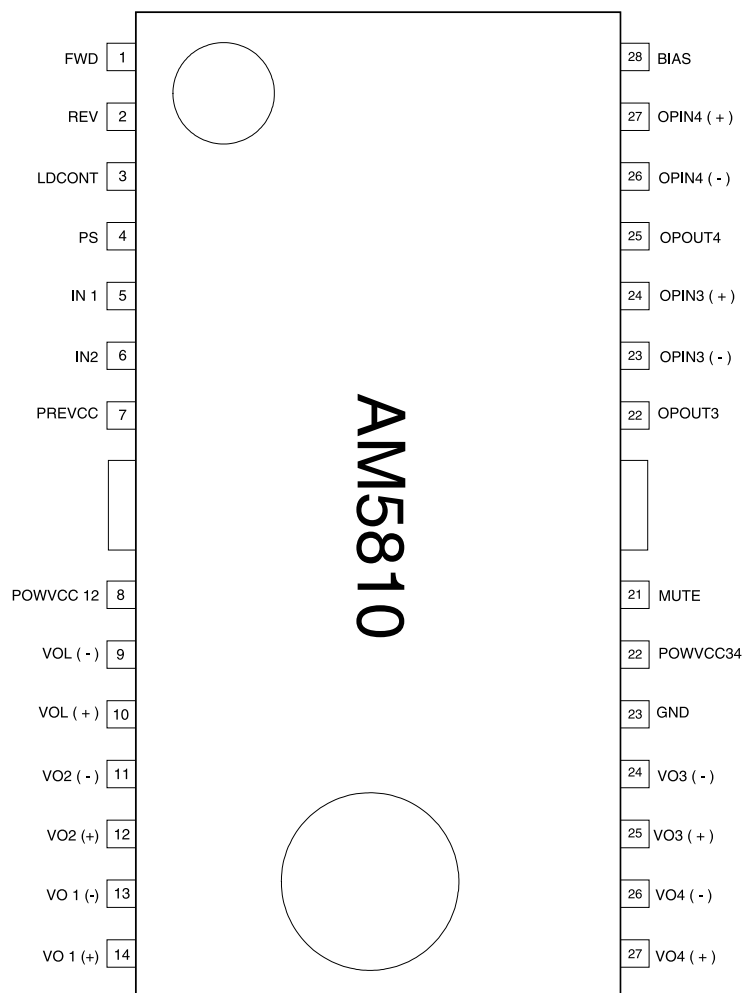 FWD 1
REV 2
LDCONT 3
PS 4
IN 1 5
IN2 6
PREVCC 7
POWVCC 12 8
VOL ( - ) 9
VOL ( + ) 10
VO2 ( - ) 11
VO2 (+) 12
VO 1 (-) 13
VO 1 (+) 14
AM5810
28 BIAS
27 OPIN4 ( + )
26 OPIN4 ( - )
25 OPOUT4
24 OPIN3 ( + )
23 OPIN3 ( - )
22 OPOUT3
21 MUTE
22 POWVCC34
23 GND
24 VO3 ( - )
25 VO3 ( + )
26 VO4 ( - )
27 VO4 ( + )